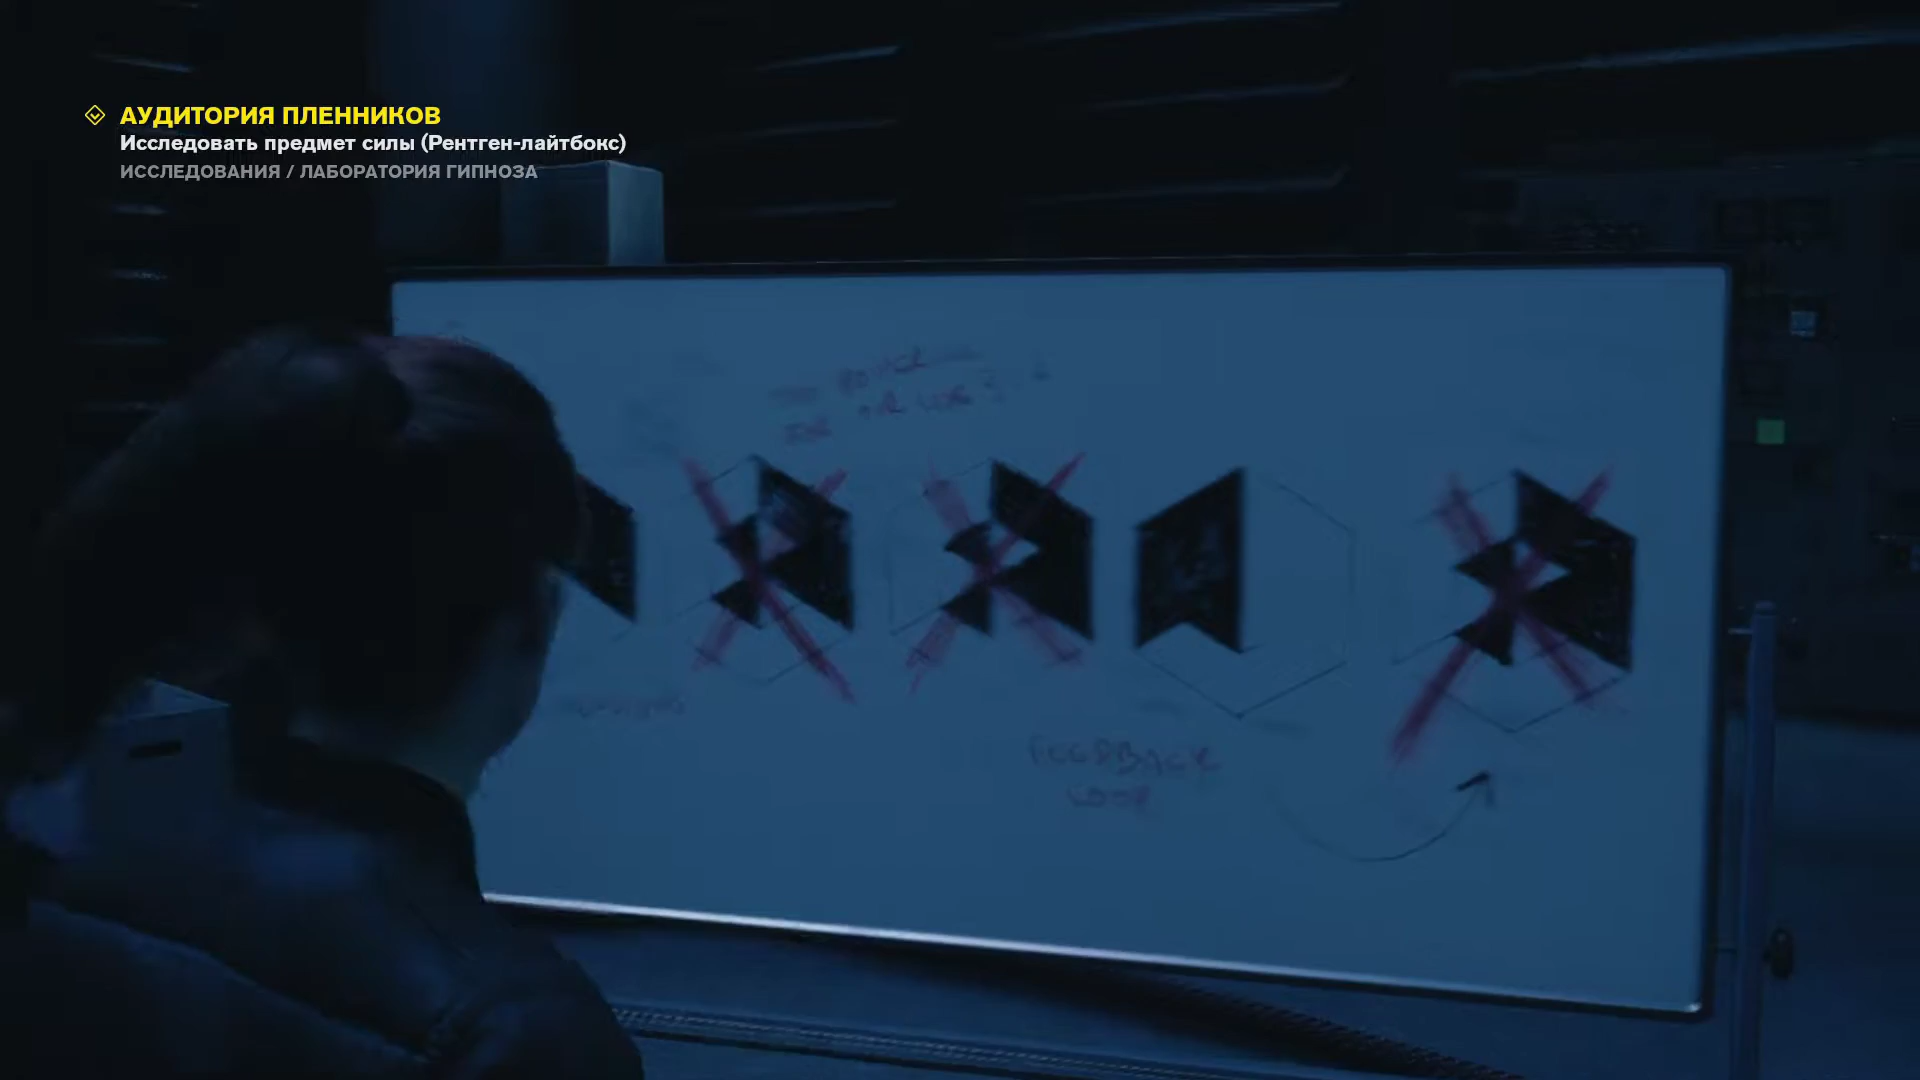 АУДИТОРИЯ ПЛЕННИКОВ
Исследовать предмет силы (Рентген-лайтбокс)
ИССЛЕДОВАНИЯ / ЛАБОРАТОРИЯ ГИПНОЗА
FEEDBACK
LOOP